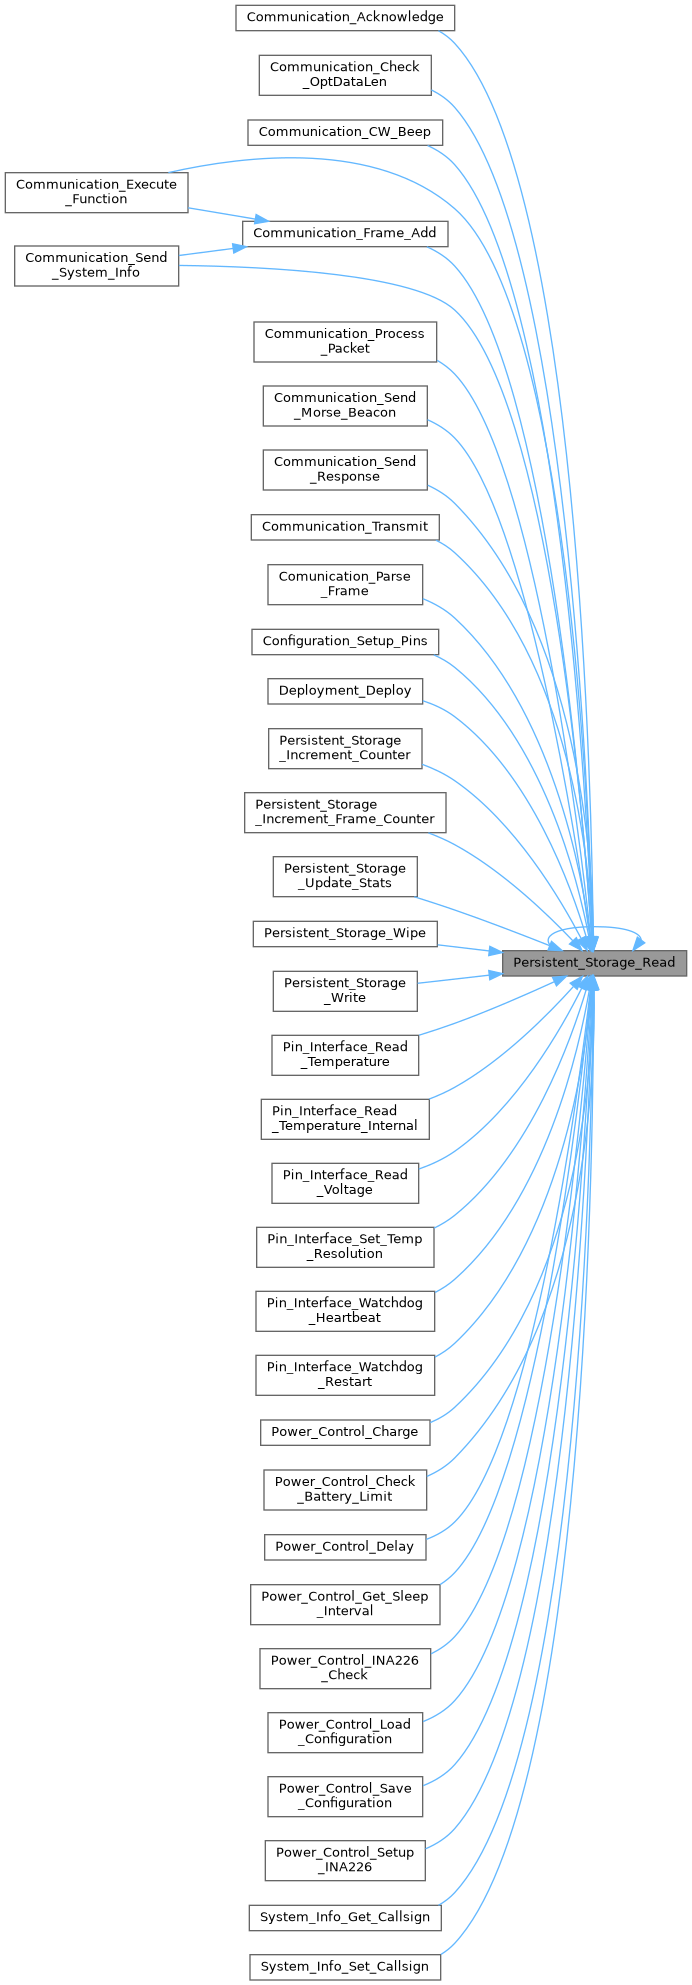 Communication_Acknowledge
Communication_Check
_OptDataLen
Communication_CW_Beep
Communication_Execute
_Function
Communication_Frame_Add
Communication_Send
_System_Info
Communication_Process
_Packet
Communication_Send
_Morse_Beacon
Communication_Send
_Response
Communication_Transmit
Comunication_Parse
_Frame
Configuration_Setup_Pins
Deployment_Deploy
Persistent_Storage
_Increment_Counter
Persistent_Storage
_Increment_Frame_Counter
Persistent_Storage
_Update_Stats
Persistent_Storage_Wipe
Persistent_Storage_Read
Persistent_Storage
_Write
Pin_Interface_Read
_Temperature
Pin_Interface_Read
_Temperature_Internal
Pin_Interface_Read
_Voltage
Pin_Interface_Set_Temp
_Resolution
Pin_Interface_Watchdog
_Heartbeat
Pin_Interface_Watchdog
_Restart
Power_Control_Charge
Power_Control_Check
_Battery_Limit
Power_Control_Delay
Power_Control_Get_Sleep
_Interval
Power_Control_INA226
_Check
Power_Control_Load
_Configuration
Power_Control_Save
_Configuration
Power_Control_Setup
_INA226
System_Info_Get_Callsign
System_Info_Set_Callsign